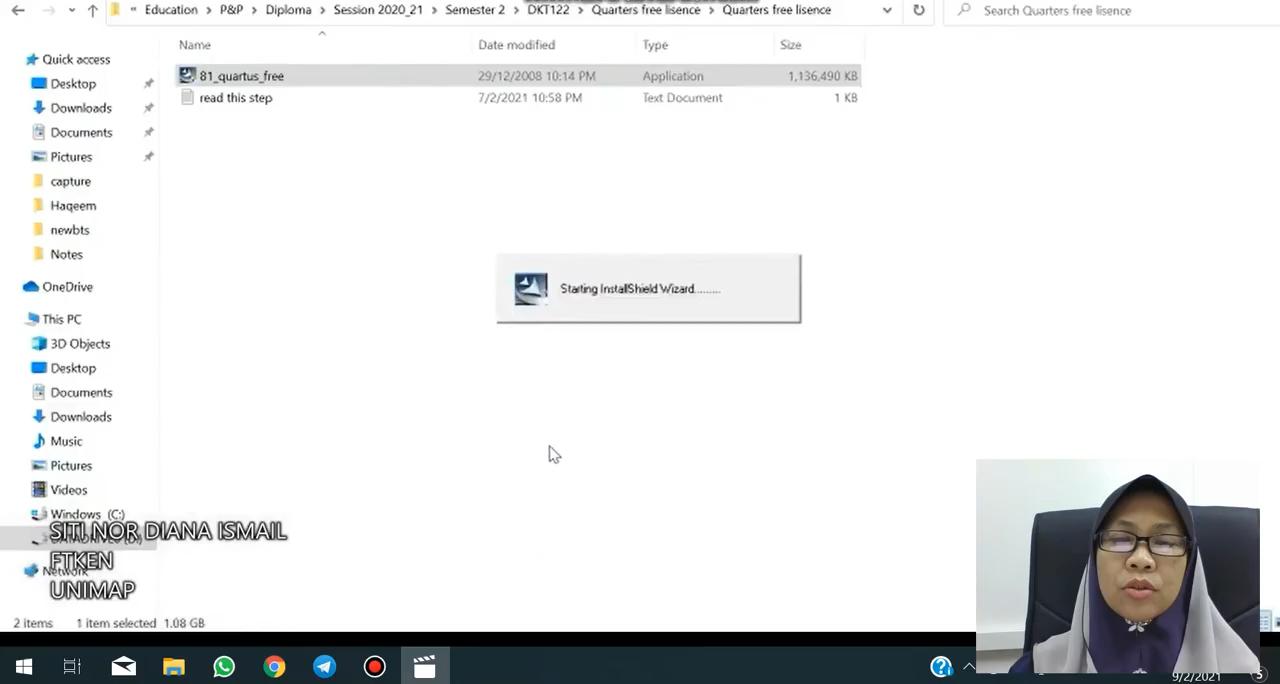 « Education > P&P > Diploma > Session 2020_21 > Semester 2 > DKT122 > Quarters free lisence > Quarters free lisence
Search Quarters free lisence
Name Date modified Type Size
81_quartus_free 29/12/2008 10:14 PM Application 1,136,490 KB
read this step 7/2/2021 10:58 PM Text Document 1 KB
Quick access
Desktop
Downloads
Documents
Pictures
capture
Haqeem
newbts
Notes
OneDrive
This PC
3D Objects
Desktop
Documents
Downloads
Music
Pictures
Videos
Windows (C:)
Network
Starting InstallShield Wizard.........
SITI NOR DIANA ISMAIL
FTKEN
UNIMAP
2 items 1 item selected 1.08 GB
9/2/2021
5